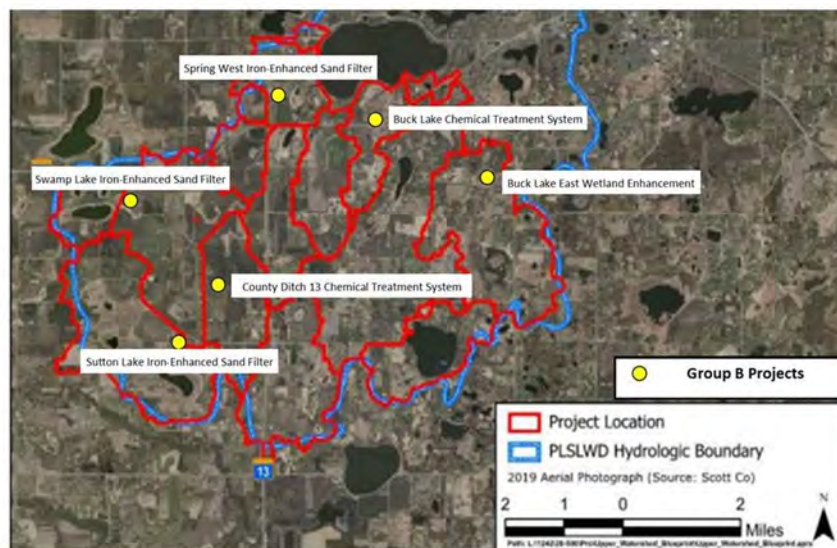 Spring West Iron-Enhanced Sand Filter
Buck Lake Chemical Treatment System
Swamp Lake Iron-Enhanced Sand Filter
Buck Lake East Wetland Enhancement
County Ditch 13 Chemical Treatment System
Sutton Lake Iron-Enhanced Sand Filter
Group B Projects
13
Project Location
PLSLWD Hydrologic Boundary
2019 Aerial Photograph (Source: Scott Co)
N
2 1 0 2
Miles